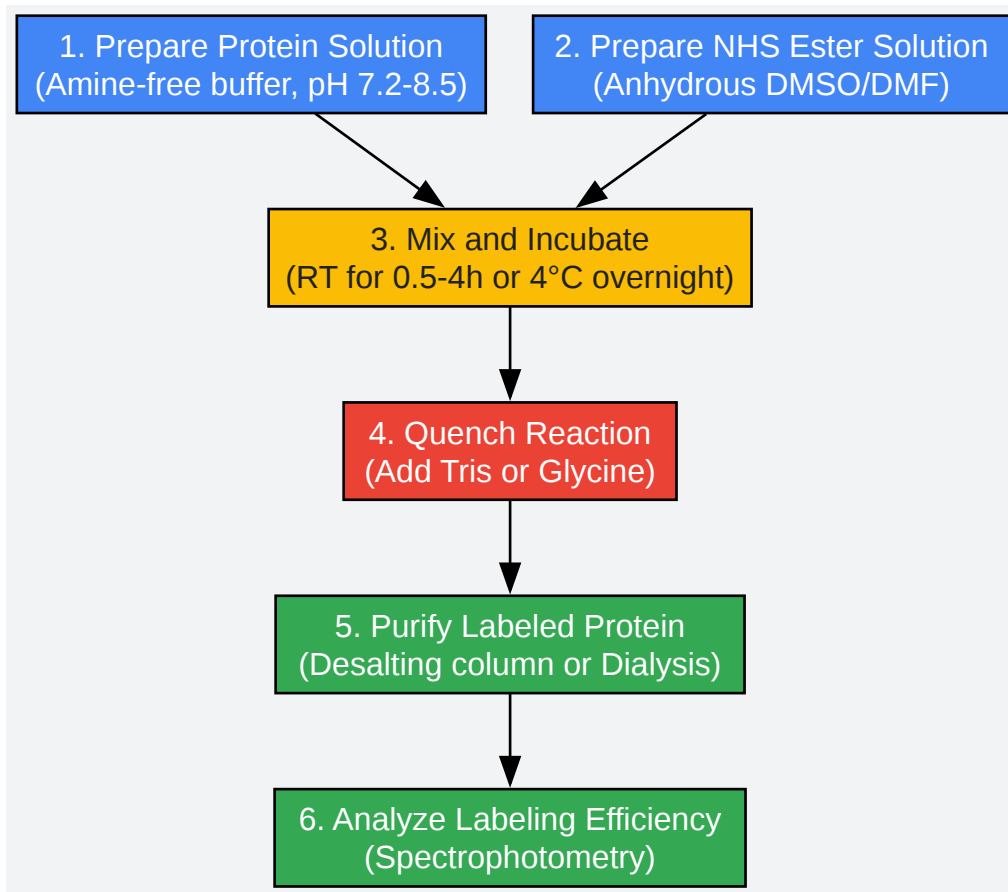 1. Prepare Protein Solution
(Amine-free buffer, pH 7.2-8.5)
2. Prepare NHS Ester Solution
(Anhydrous DMSO/DMF)
3. Mix and Incubate
(RT for 0.5-4h or 4°C overnight)
4. Quench Reaction
(Add Tris or Glycine)
5. Purify Labeled Protein
(Desalting column or Dialysis)
6. Analyze Labeling Efficiency
(Spectrophotometry)